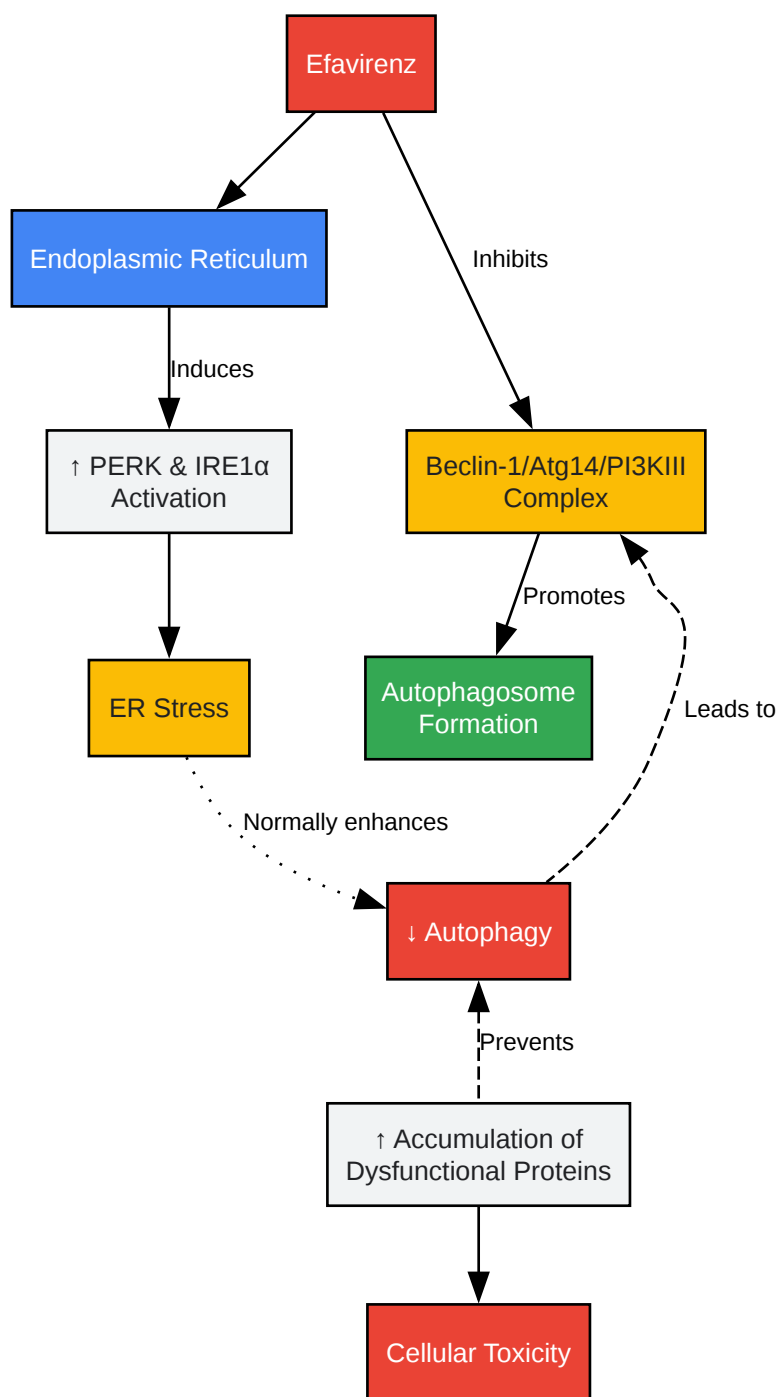 Efavirenz
Endoplasmic Reticulum
Inhibits
Induces
↑ PERK & IRE1α
Activation
Beclin-1/Atg14/PI3KIII
Complex
Promotes
ER Stress
Autophagosome
Formation
Leads to
Normally enhances
↓ Autophagy
Prevents
↑ Accumulation of
Dysfunctional Proteins
Cellular Toxicity